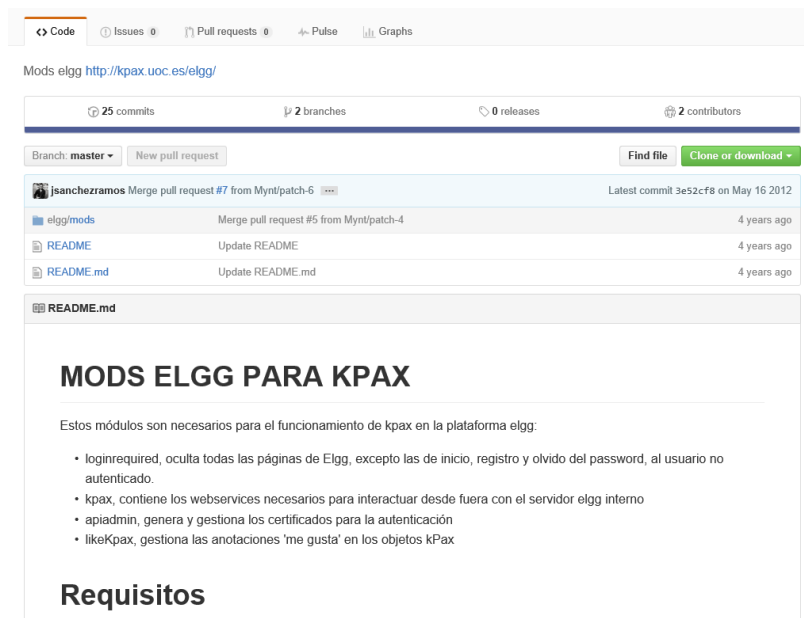 Code Issues 0 Pull requests 0 Pulse Graphs
Mods elgg http://kpax.uoc.es/elgg/
25 commits 2 branches 0 releases 2 contributors
Branch: master New pull request Find file Clone or download
jsanchezramos Merge pull request #7 from Mynt/patch-6 ... Latest commit 3e52cf8 on May 16 2012
elgg/mods Merge pull request #5 from Mynt/patch-4 4 years ago
README Update README 4 years ago
README.md Update README.md 4 years ago
README.md
MODS ELGG PARA KPAX
Estos módulos son necesarios para el funcionamiento de kpax en la plataforma elgg:
• loginrequired, oculta todas las páginas de Elgg, excepto las de inicio, registro y olvido del password, al usuario no
autenticado.
• kpax, contiene los webservices necesarios para interactuar desde fuera con el servidor elgg interno
• apiadmin, genera y gestiona los certificados para la autenticación
• likeKpax, gestiona las anotaciones 'me gusta' en los objetos kPax
Requisitos